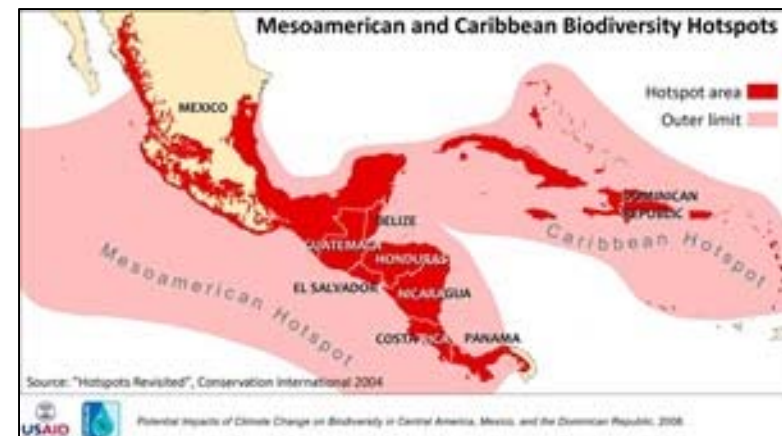 Mesoamerican and Caribbean Biodiversity Hotspots
Hotspot area
Outer limit
MEXICO
DOMINICAN
REPUBLIC
BELIZE
GUATEMALA
HONDURAS
EL SALVADOR
NICARAGUA
COSTA RICA
PANAMA
Mesoamerican Hotspot
Caribbean Hotspot
Source: "Hotspots Revisited", Conservation International 2004
USAID
Potential Impacts of Climate Change on Biodiversity in Central America, Mexico, and the Dominican Republic, 2008.